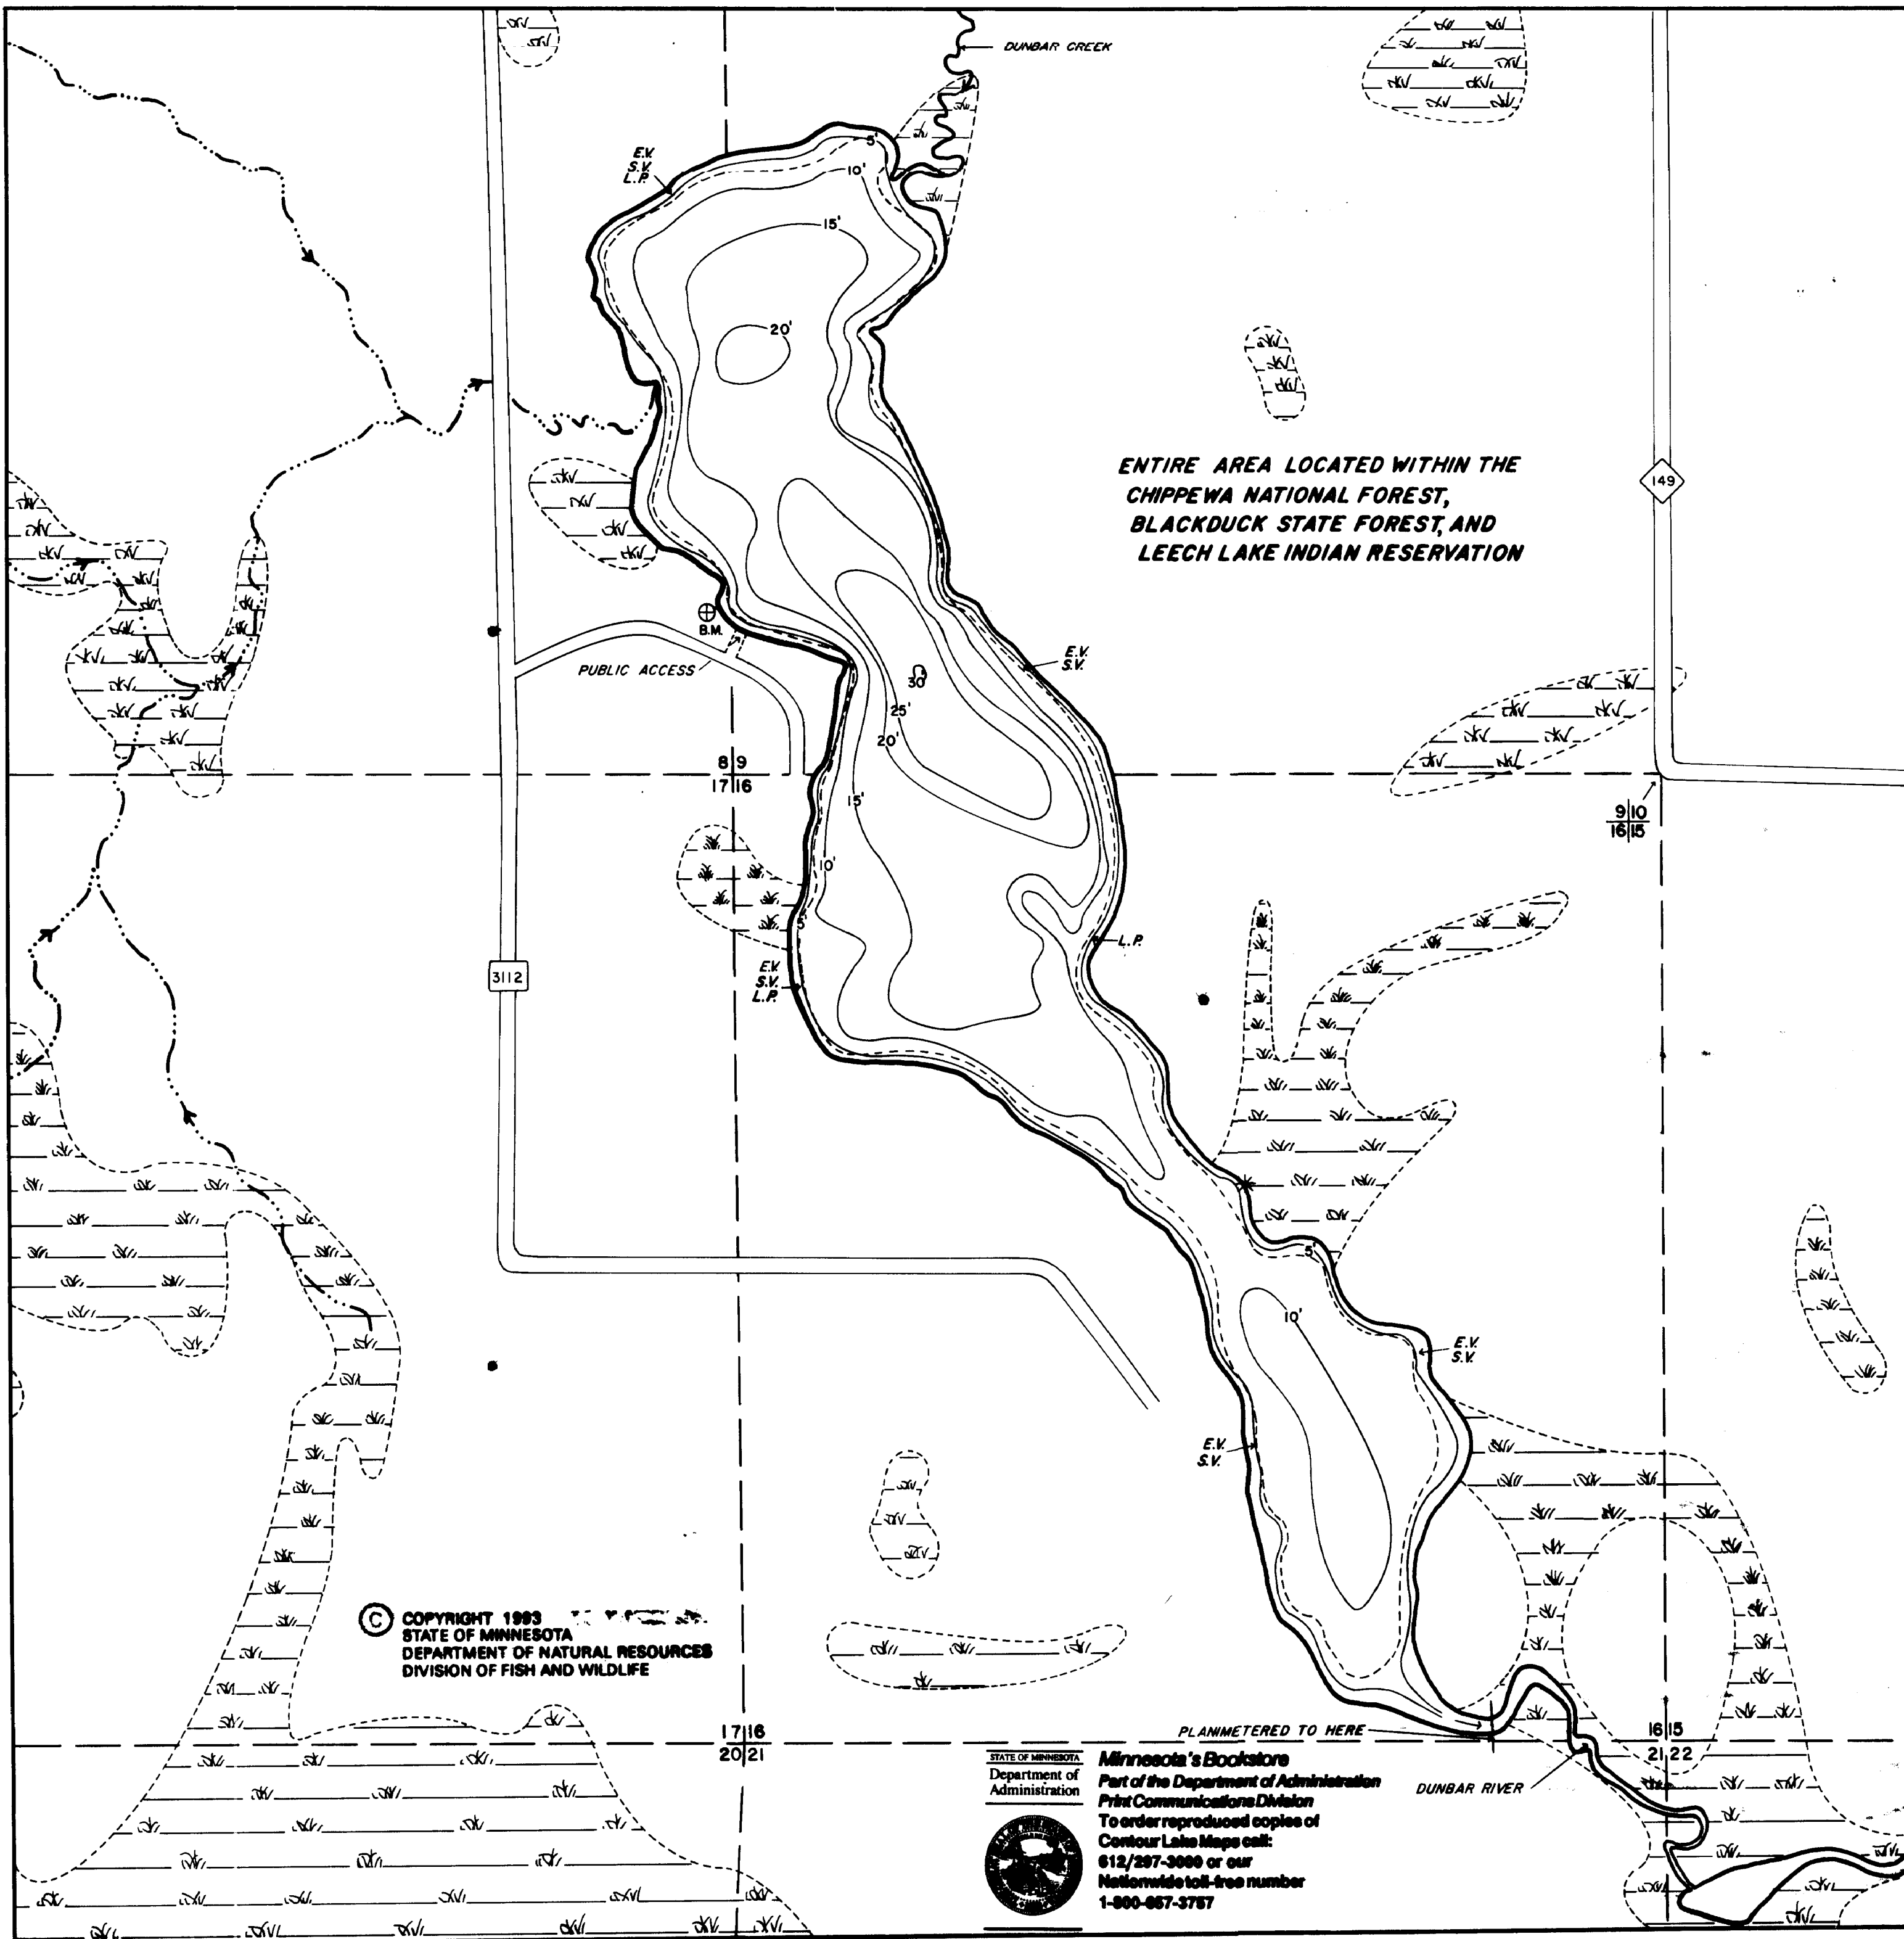 DUNBAR CREEK
E.V.
S.V.
L.P.
5'
10'
15'
20'
ENTIRE AREA LOCATED WITHIN THE
CHIPPEWA NATIONAL FOREST,
BLACKDUCK STATE FOREST, AND
LEECH LAKE INDIAN RESERVATION
149
B.M.
PUBLIC ACCESS
E.V.
S.V.
30'
25'
20'
8 9
17 16
15'
9 10
16 15
10'
5'
L.P.
3112
E.V.
S.V.
L.P.
5'
10'
E.V.
S.V.
E.V.
S.V.
C
COPYRIGHT 1993
STATE OF MINNESOTA
DEPARTMENT OF NATURAL RESOURCES
DIVISION OF FISH AND WILDLIFE
17 16
20 21
PLANIMETERED TO HERE
16 15
21 22
DUNBAR RIVER
STATE OF MINNESOTA
Department of
Administration
Minnesota's Bookstore
Part of the Department of Administration
Print Communications Division
To order reproduced copies of
Contour Lake Maps call:
612/297-3000 or our
Nationwide toll-free number
1-800-657-3757